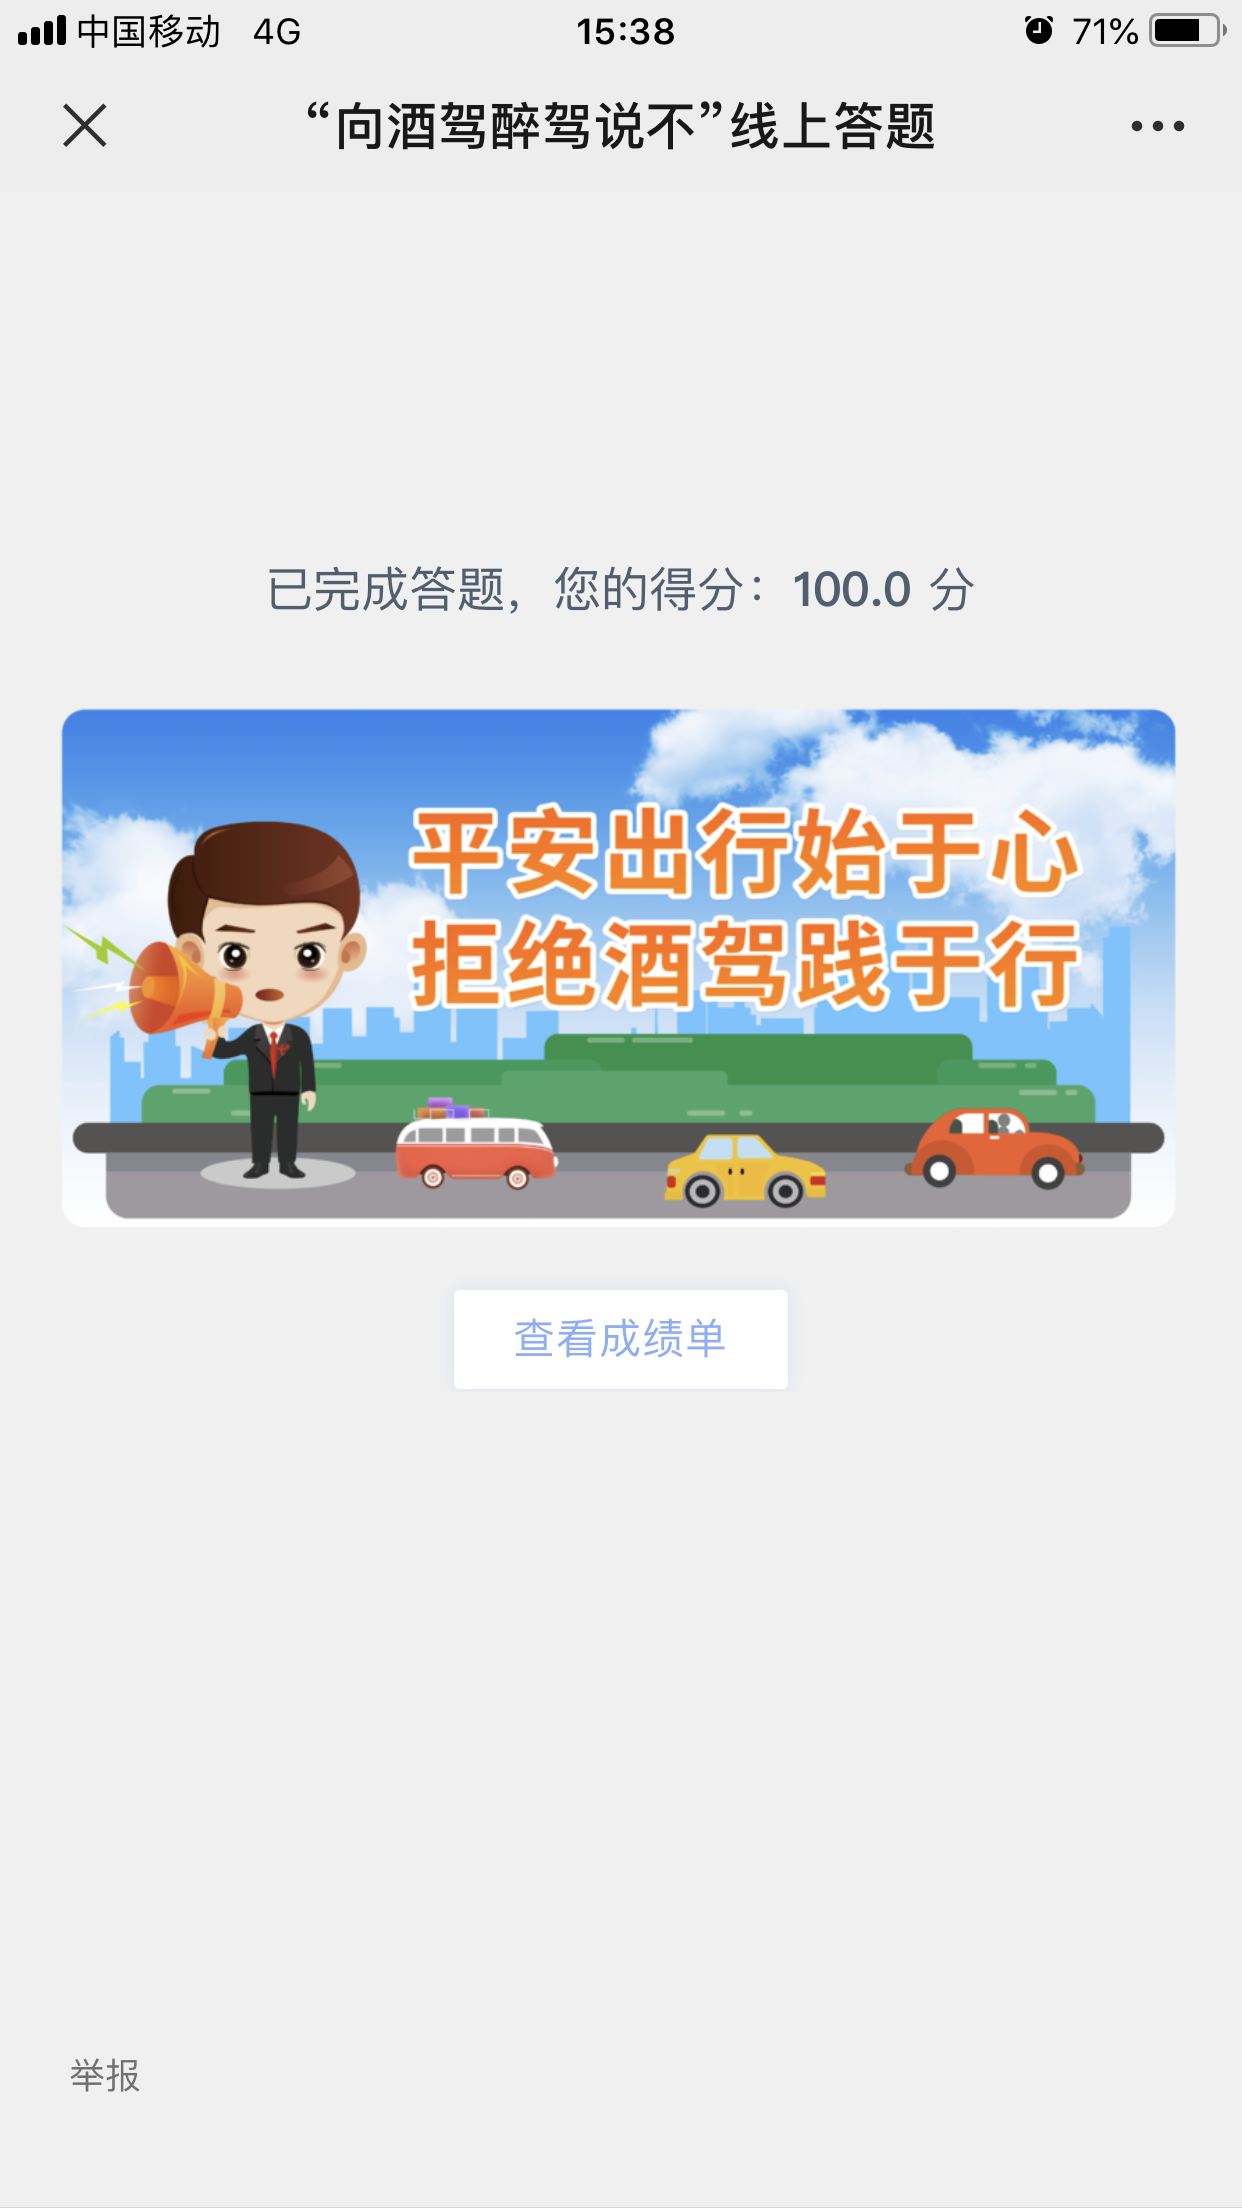 中国移动 4G 15:38 71%
“向酒驾醉驾说不”线上答题
已完成答题，您的得分：100.0 分
平安出行始于心
拒绝酒驾践于行
查看成绩单
举报